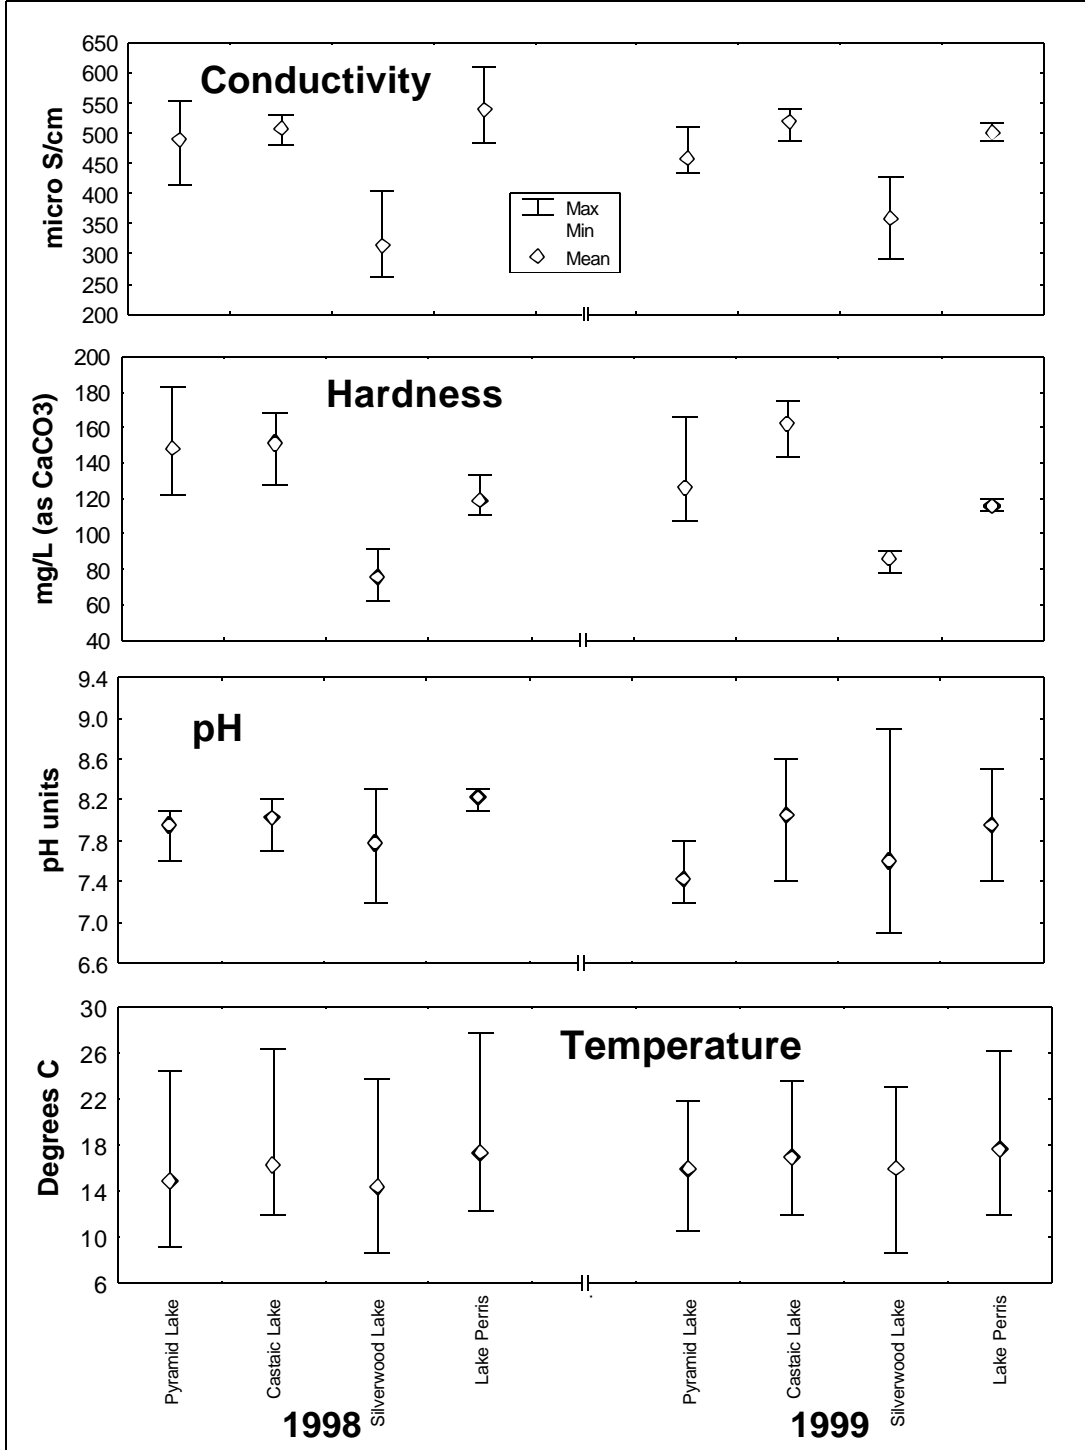 650
600
550
500
450
400
350
300
250
200
micro S/cm
Conductivity
Max
Min
Mean
200
180
160
140
120
100
80
60
40
mg/L (as CaCO3)
Hardness
9.4
9.0
8.6
8.2
7.8
7.4
7.0
6.6
pH units
pH
30
26
22
18
14
10
6
Degrees C
Temperature
Pyramid Lake
Castaic Lake
Silverwood Lake
Lake Perris
Pyramid Lake
Castaic Lake
Silverwood Lake
Lake Perris
1998
1999